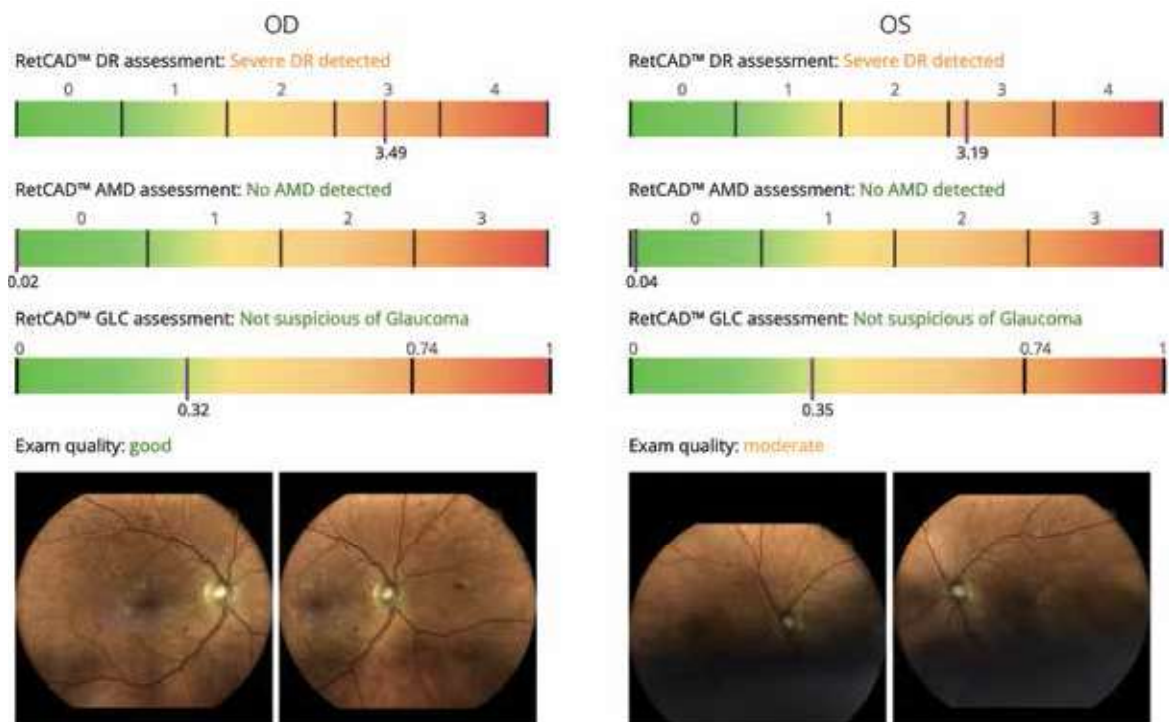 OD
RetCAD™ DR assessment: Severe DR detected
0 1 2 3 4
3.49
RetCAD™ AMD assessment: No AMD detected
0 1 2 3
0.02
RetCAD™ GLC assessment: Not suspicious of Glaucoma
0 0.74 1
0.32
Exam quality: good
OS
RetCAD™ DR assessment: Severe DR detected
0 1 2 3 4
3.19
RetCAD™ AMD assessment: No AMD detected
0 1 2 3
0.04
RetCAD™ GLC assessment: Not suspicious of Glaucoma
0 0.74 1
0.35
Exam quality: moderate